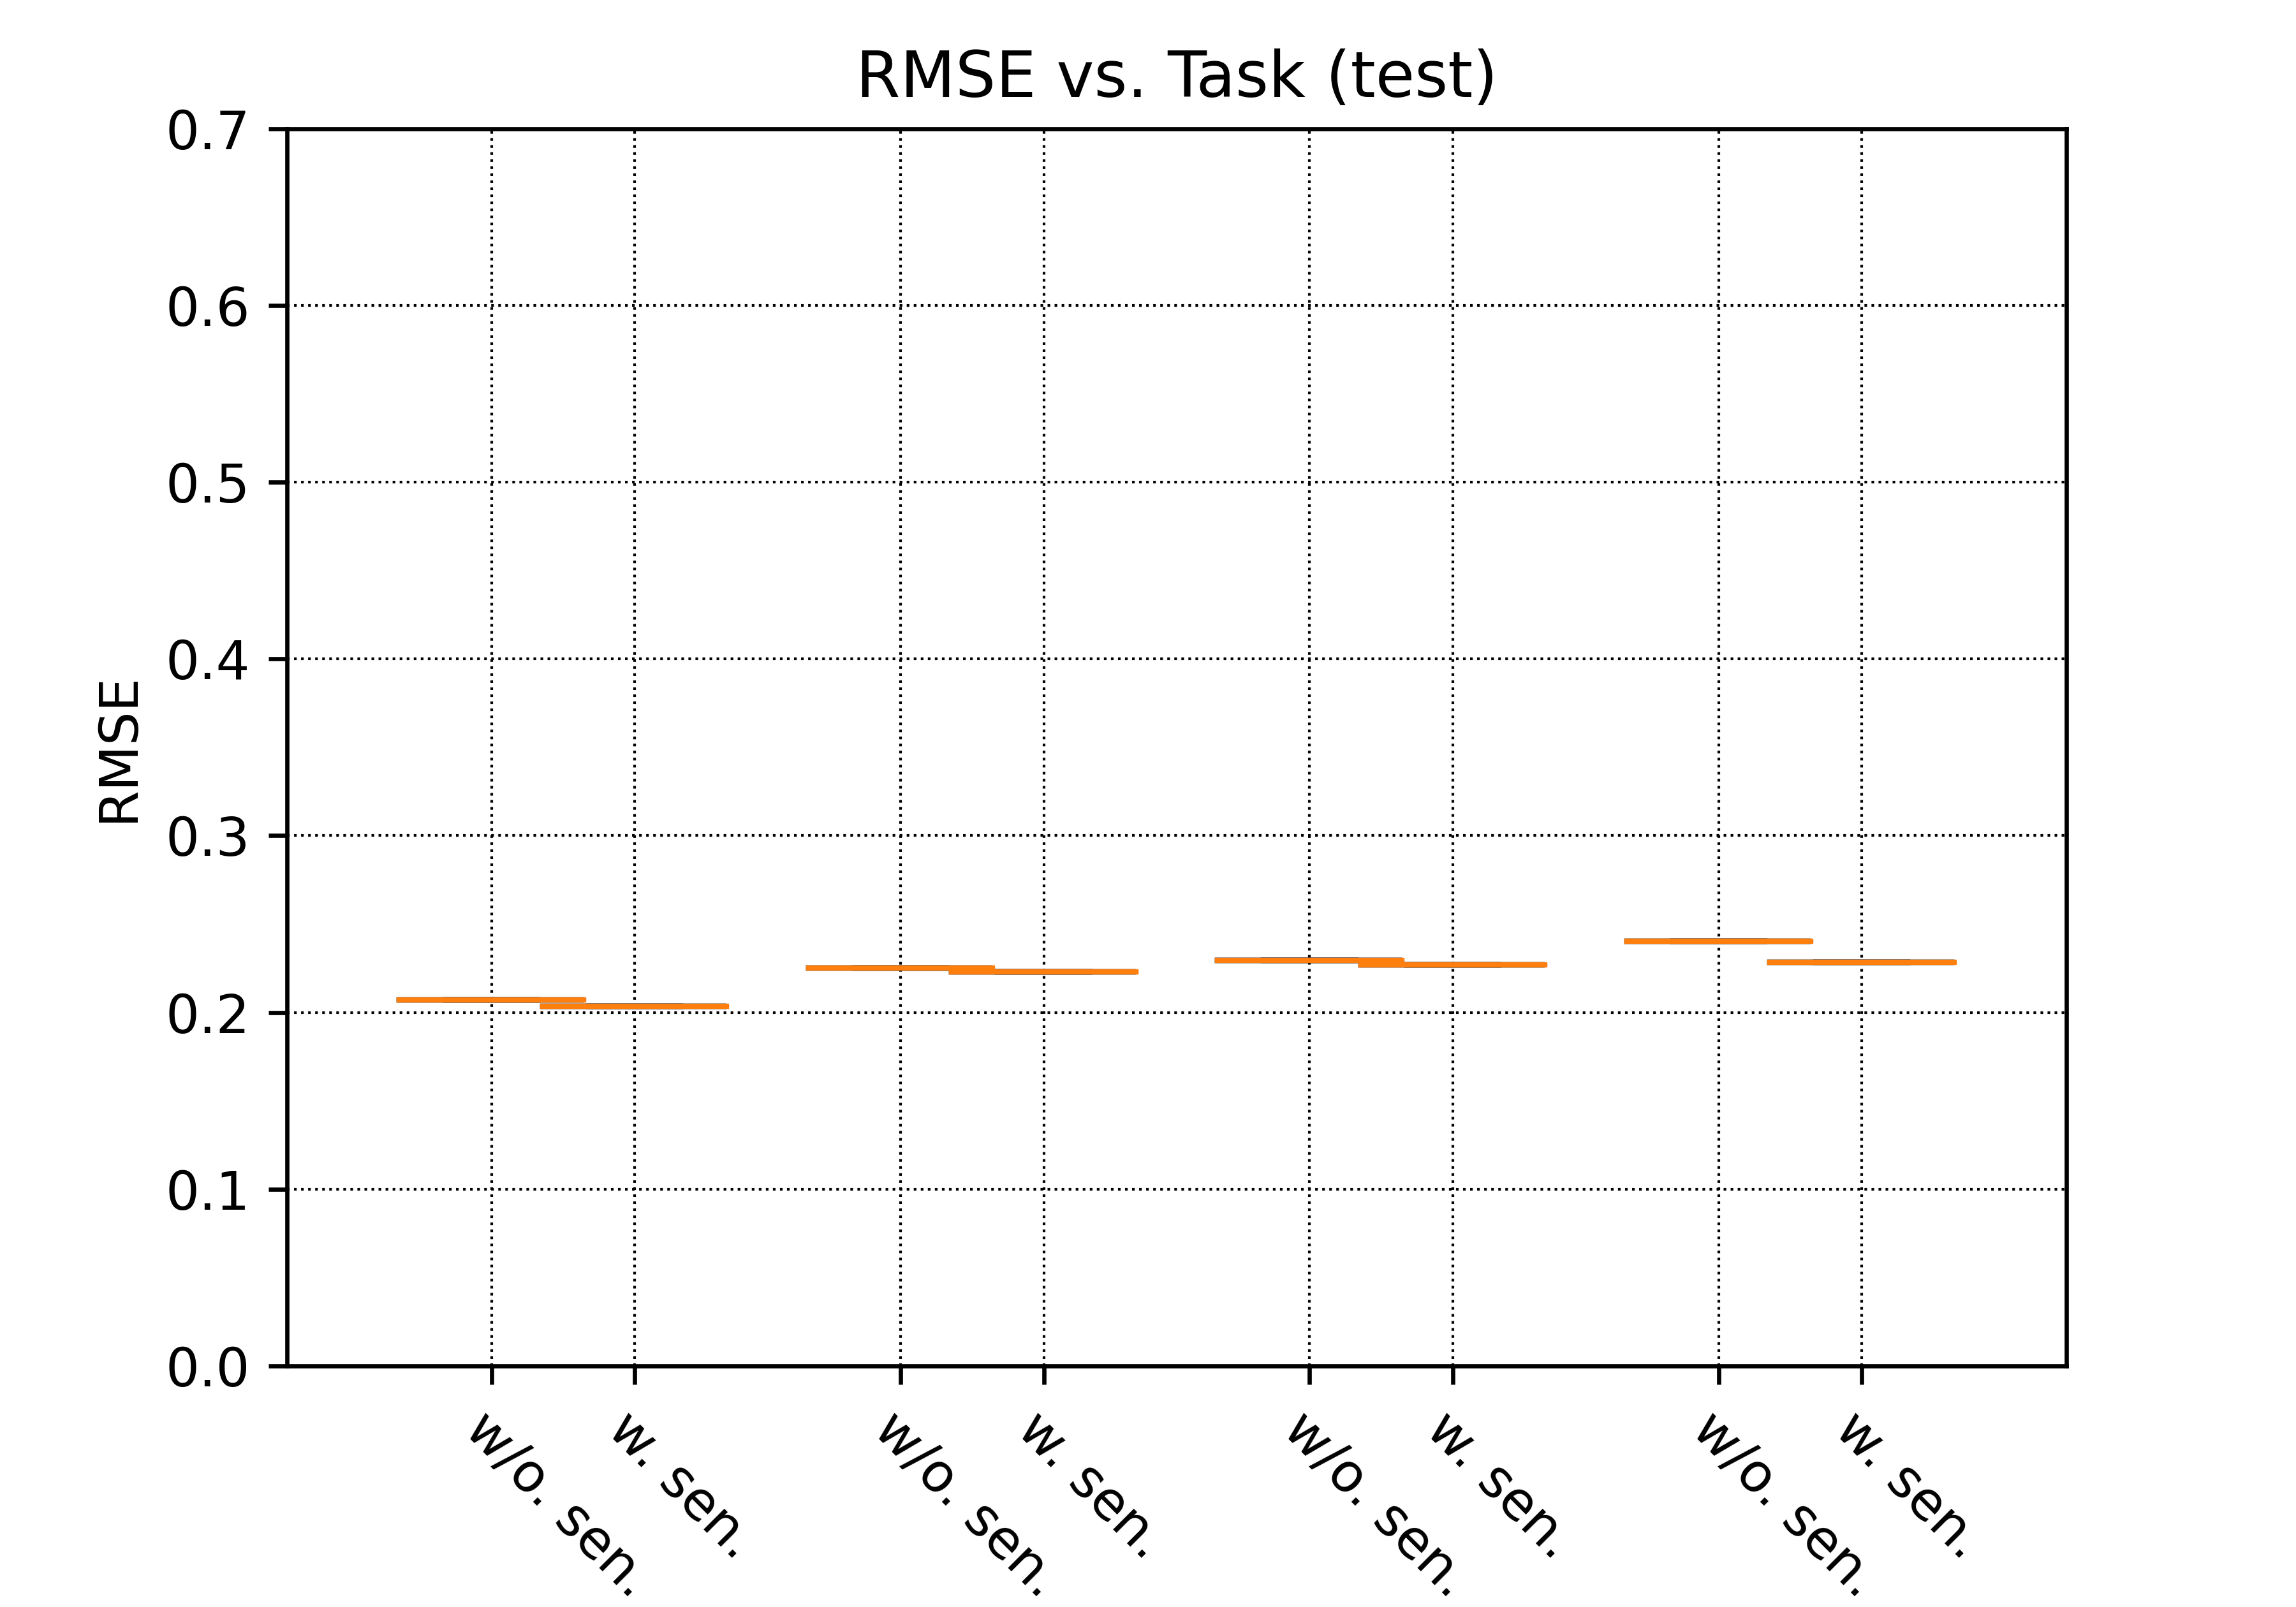 RMSE vs. Task (test)
0.7
0.6
0.5
0.4
0.3
0.2
0.1
0.0
RMSE
w/o. sen.
w. sen.
w/o. sen.
w. sen.
w/o. sen.
w. sen.
w/o. sen.
w. sen.